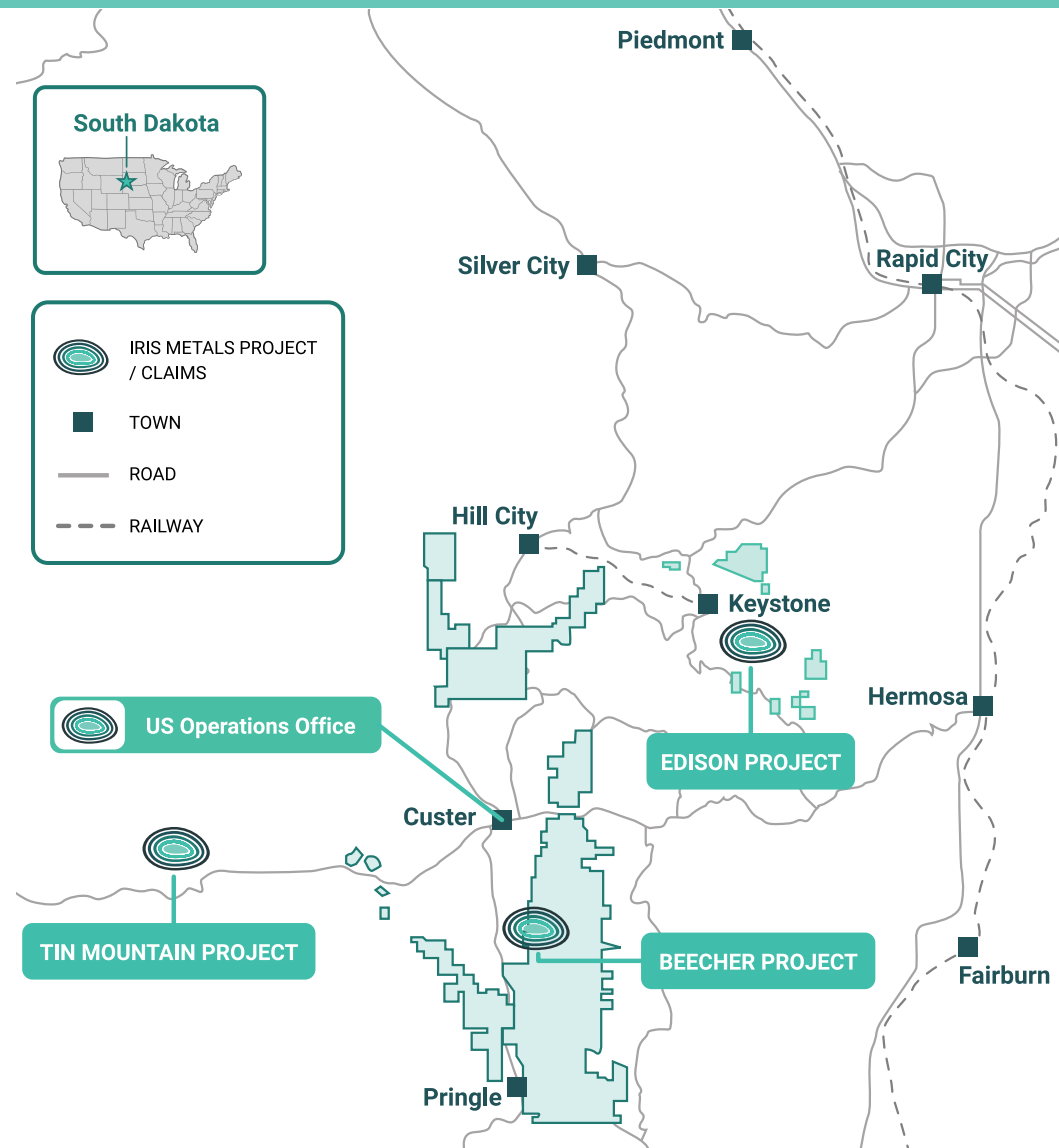 Piedmont
South Dakota
Silver City
Rapid City
IRIS METALS PROJECT
/ CLAIMS
TOWN
ROAD
RAILWAY
Hill City
Keystone
Hermosa
US Operations Office
EDISON PROJECT
Custer
TIN MOUNTAIN PROJECT
BEECHER PROJECT
Fairburn
Pringle